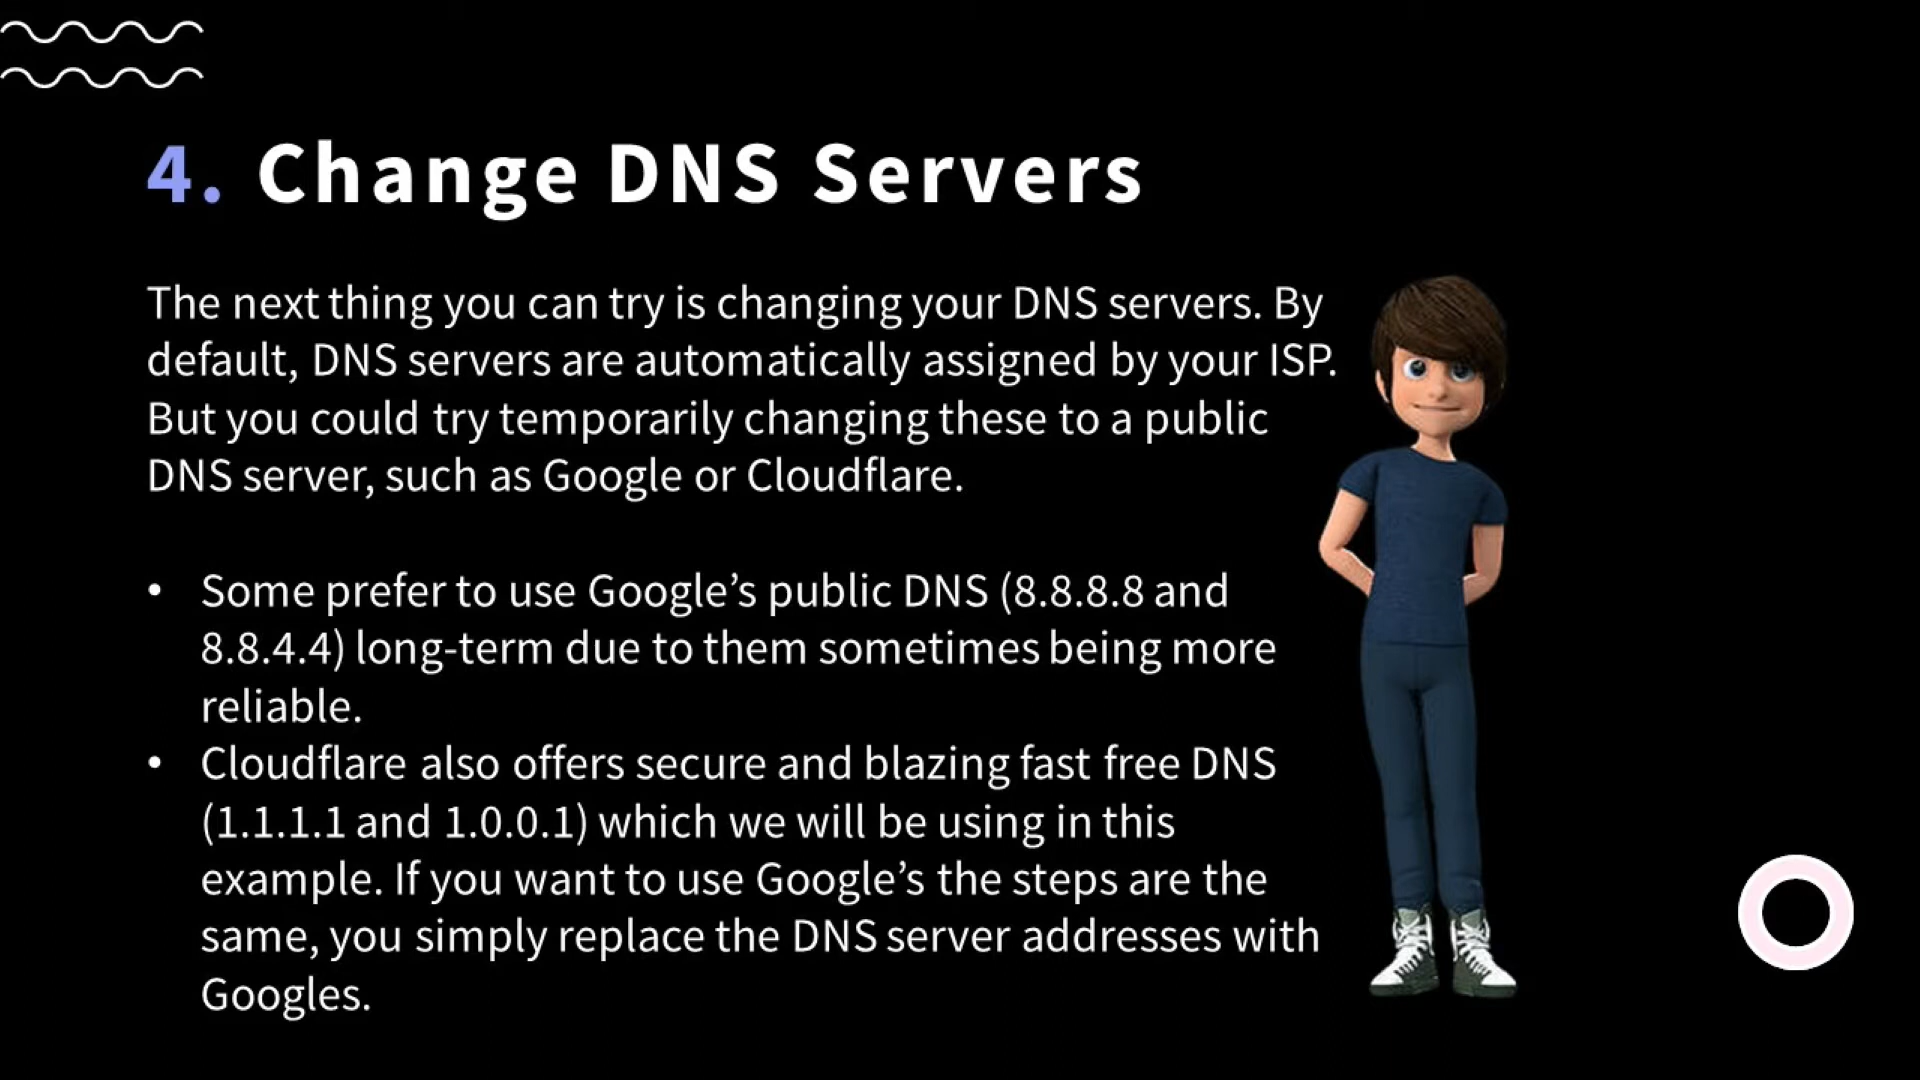 4. Change DNS Servers
The next thing you can try is changing your DNS servers. By
default, DNS servers are automatically assigned by your ISP.
But you could try temporarily changing these to a public
DNS server, such as Google or Cloudflare.
• Some prefer to use Google’s public DNS (8.8.8.8 and
8.8.4.4) long-term due to them sometimes being more
reliable.
• Cloudflare also offers secure and blazing fast free DNS
(1.1.1.1 and 1.0.0.1) which we will be using in this
example. If you want to use Google’s the steps are the
same, you simply replace the DNS server addresses with
Googles.